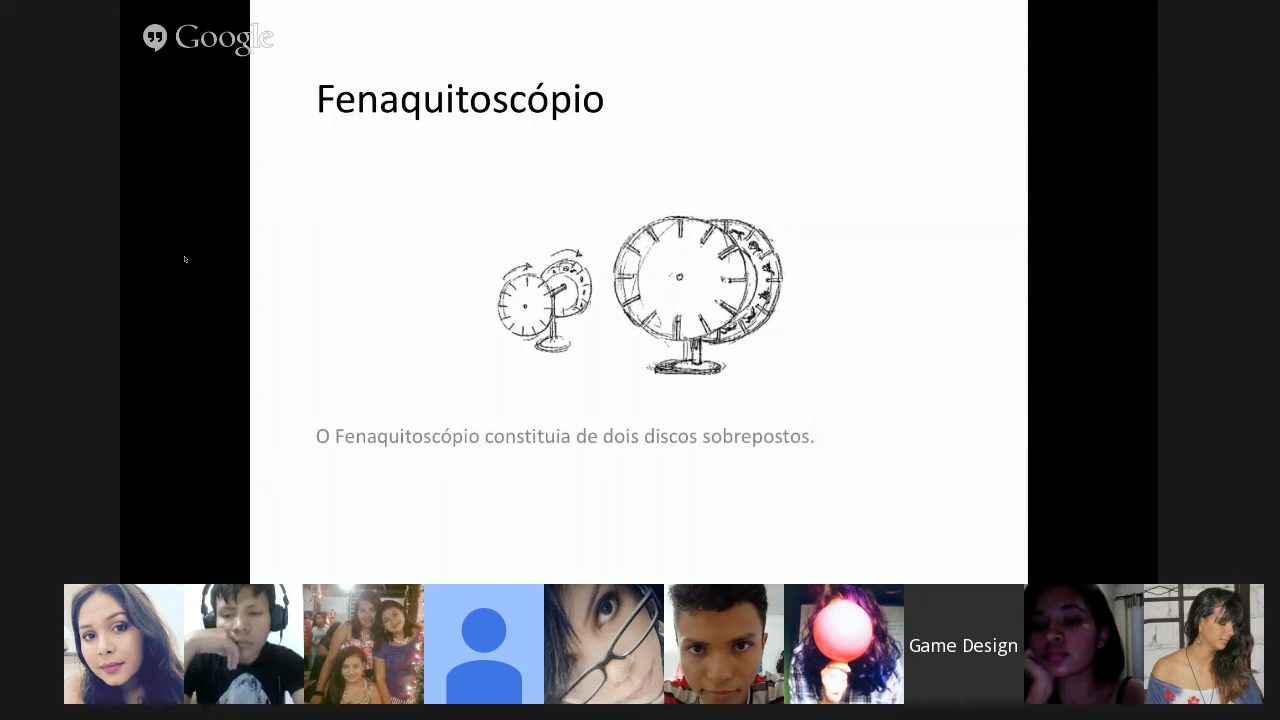 Google
Fenaquitoscópio
O Fenaquitoscópio constituia de dois discos sobrepostos.
Game Design